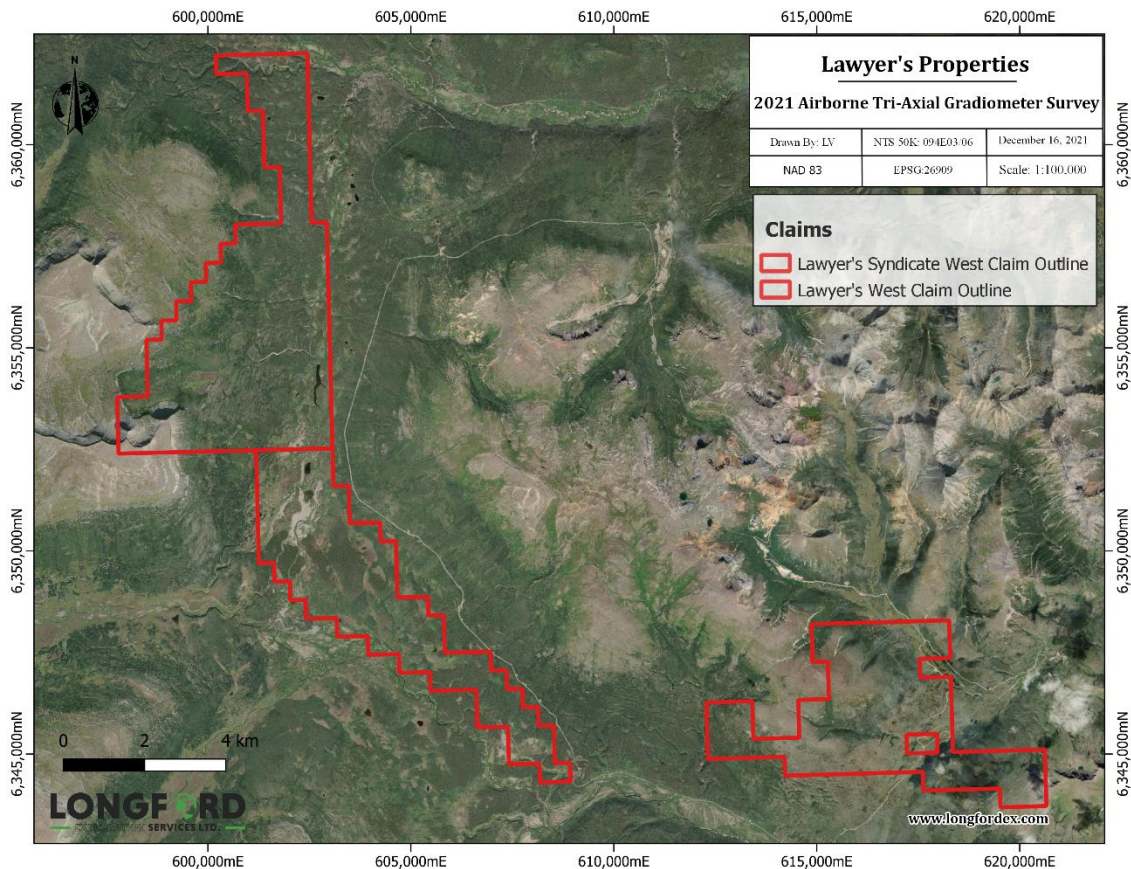 600,000mE 605,000mE 610,000mE 615,000mE 620,000mE
N
Lawyer's Properties
2021 Airborne Tri-Axial Gradiometer Survey
Drawn By: LV NTS 50K: 094E03/06 December 16, 2021
NAD 83 EPSG:26909 Scale: 1:100,000
Claims
Lawyer's Syndicate West Claim Outline
Lawyer's West Claim Outline
6,360,000mN 6,360,000mN
6,355,000mN 6,355,000mN
6,350,000mN 6,350,000mN
6,345,000mN 6,345,000mN
0 2 4 km
LONGFORD
EXPLORATION SERVICES LTD.
www.longfordex.com
600,000mE 605,000mE 610,000mE 615,000mE 620,000mE